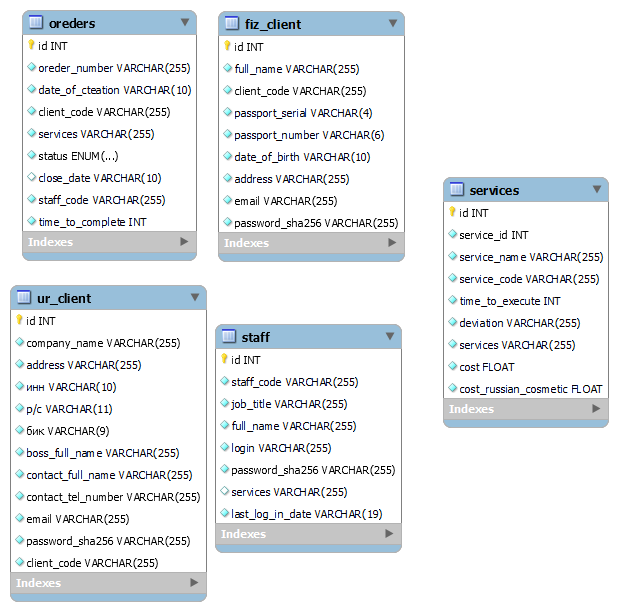 oreders
id INT
oreder_number VARCHAR(255)
date_of_cteation VARCHAR(10)
client_code VARCHAR(255)
services VARCHAR(255)
status ENUM(...)
close_date VARCHAR(10)
staff_code VARCHAR(255)
time_to_complete INT
Indexes
fiz_client
id INT
full_name VARCHAR(255)
client_code VARCHAR(255)
passport_serial VARCHAR(4)
passport_number VARCHAR(6)
date_of_birth VARCHAR(10)
address VARCHAR(255)
email VARCHAR(255)
password_sha256 VARCHAR(255)
Indexes
services
id INT
service_id INT
service_name VARCHAR(255)
service_code VARCHAR(255)
time_to_execute INT
deviation VARCHAR(255)
services VARCHAR(255)
cost FLOAT
cost_russian_cosmetic FLOAT
Indexes
ur_client
id INT
company_name VARCHAR(255)
address VARCHAR(255)
инн VARCHAR(10)
р/с VARCHAR(11)
бик VARCHAR(9)
boss_full_name VARCHAR(255)
contact_full_name VARCHAR(255)
contact_tel_number VARCHAR(255)
email VARCHAR(255)
password_sha256 VARCHAR(255)
client_code VARCHAR(255)
Indexes
staff
id INT
staff_code VARCHAR(255)
job_title VARCHAR(255)
full_name VARCHAR(255)
login VARCHAR(255)
password_sha256 VARCHAR(255)
services VARCHAR(255)
last_log_in_date VARCHAR(19)
Indexes